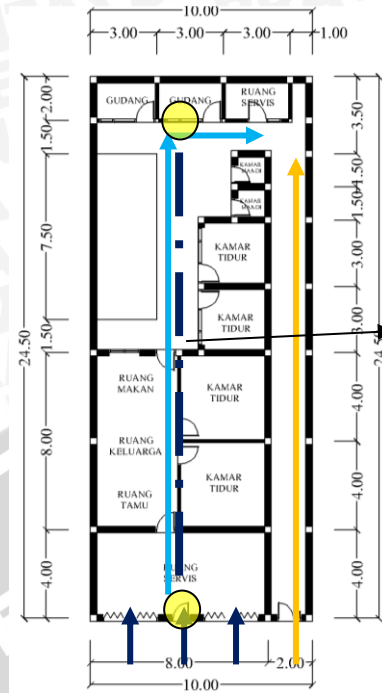 10.00
3.00 3.00 3.00 1.00
2.00
1.50
7.50
1.50
8.00
4.00
24.50
GUDANG
GUDANG
RUANG
SERVIS
KAMAR
MANDI
KAMAR
MANDI
KAMAR
TIDUR
KAMAR
TIDUR
RUANG
MAKAN
RUANG
KELUARGA
RUANG
TAMU
KAMAR
TIDUR
KAMAR
TIDUR
SERVIS
3.50
1.50
1.50
3.00
3.00
4.00
4.00
4.00
8.00 2.00
10.00